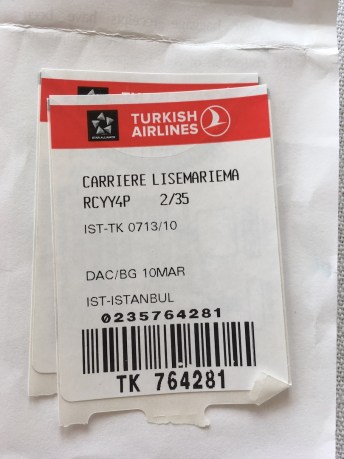 TURKISH
AIRLINES
CARRIERE LISEMARIEMA
RCYY4P 2/35
IST-TK 0713/10
DAC/BG 10MAR
IST-ISTANBUL
0235764281
TK 764281